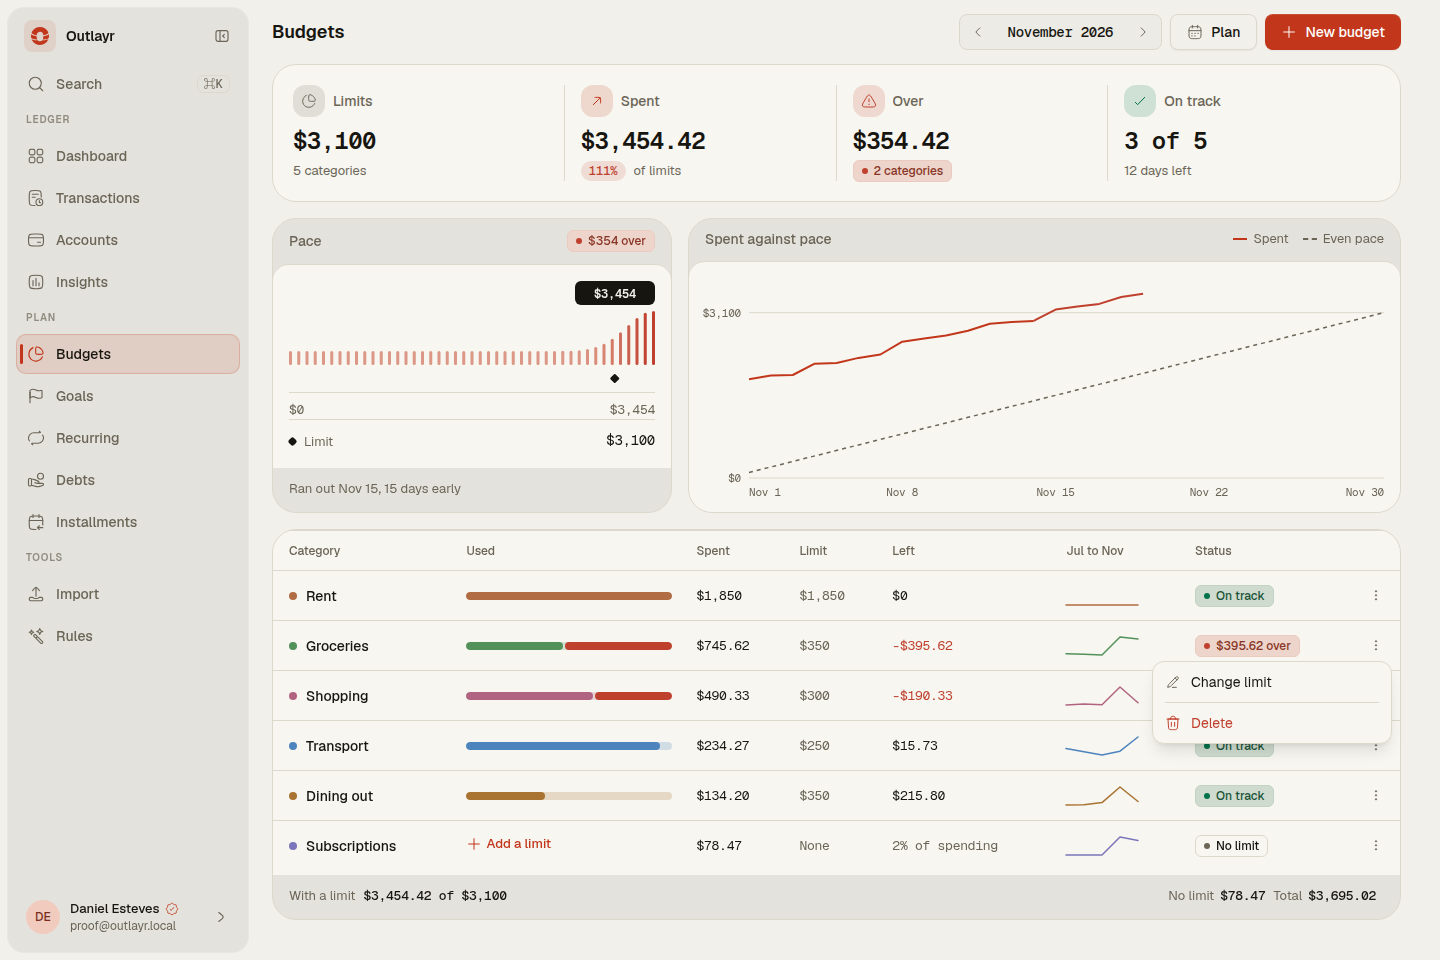 Outlayr
Search ⌘K
LEDGER
Dashboard
Transactions
Accounts
Insights
PLAN
Budgets
Goals
Recurring
Debts
Installments
TOOLS
Import
Rules
DE
Daniel Esteves
proof@outlayr.local
Budgets
November 2026
Plan
New budget
Limits
$3,100
5 categories
Spent
$3,454.42
111% of limits
Over
$354.42
2 categories
On track
3 of 5
12 days left
Pace
$354 over
$3,454
$0 $3,454
Limit $3,100
Ran out Nov 15, 15 days early
Spent against pace
Spent Even pace
$3,100
$0
Nov 1 Nov 8 Nov 15 Nov 22 Nov 30
Category Used Spent Limit Left Jul to Nov Status
Rent $1,850 $1,850 $0 On track
Groceries $745.62 $350 -$395.62 $395.62 over
Shopping $490.33 $300 -$190.33
Change limit
Delete
Transport $234.27 $250 $15.73 On track
Dining out $134.20 $350 $215.80 On track
Subscriptions Add a limit $78.47 None 2% of spending No limit
With a limit $3,454.42 of $3,100 No limit $78.47 Total $3,695.02